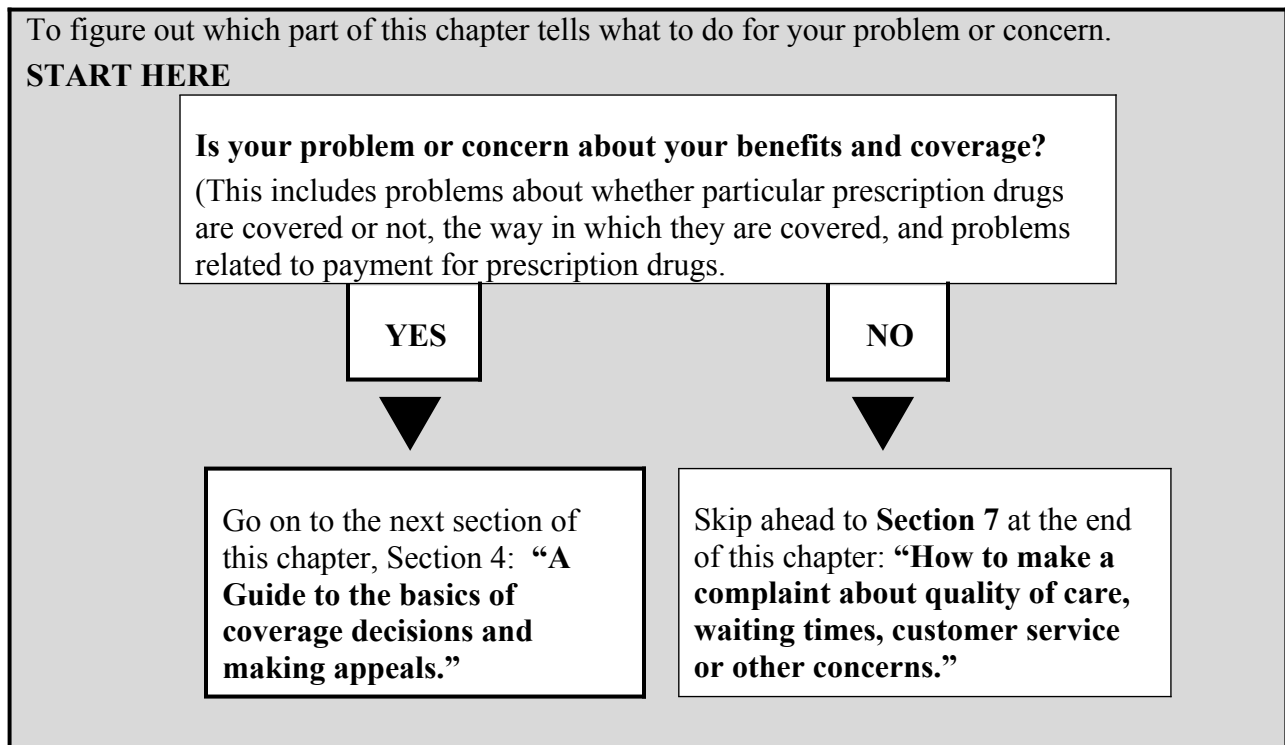 To figure out which part of this chapter tells what to do for your problem or concern.
START HERE
Is your problem or concern about your benefits and coverage?
(This includes problems about whether particular prescription drugs
are covered or not, the way in which they are covered, and problems
related to payment for prescription drugs.
YES
NO
Go on to the next section of
this chapter, Section 4:  “A
Guide to the basics of
coverage decisions and
making appeals.”
Skip ahead to Section 7 at the end
of this chapter: “How to make a
complaint about quality of care,
waiting times, customer service
or other concerns.”